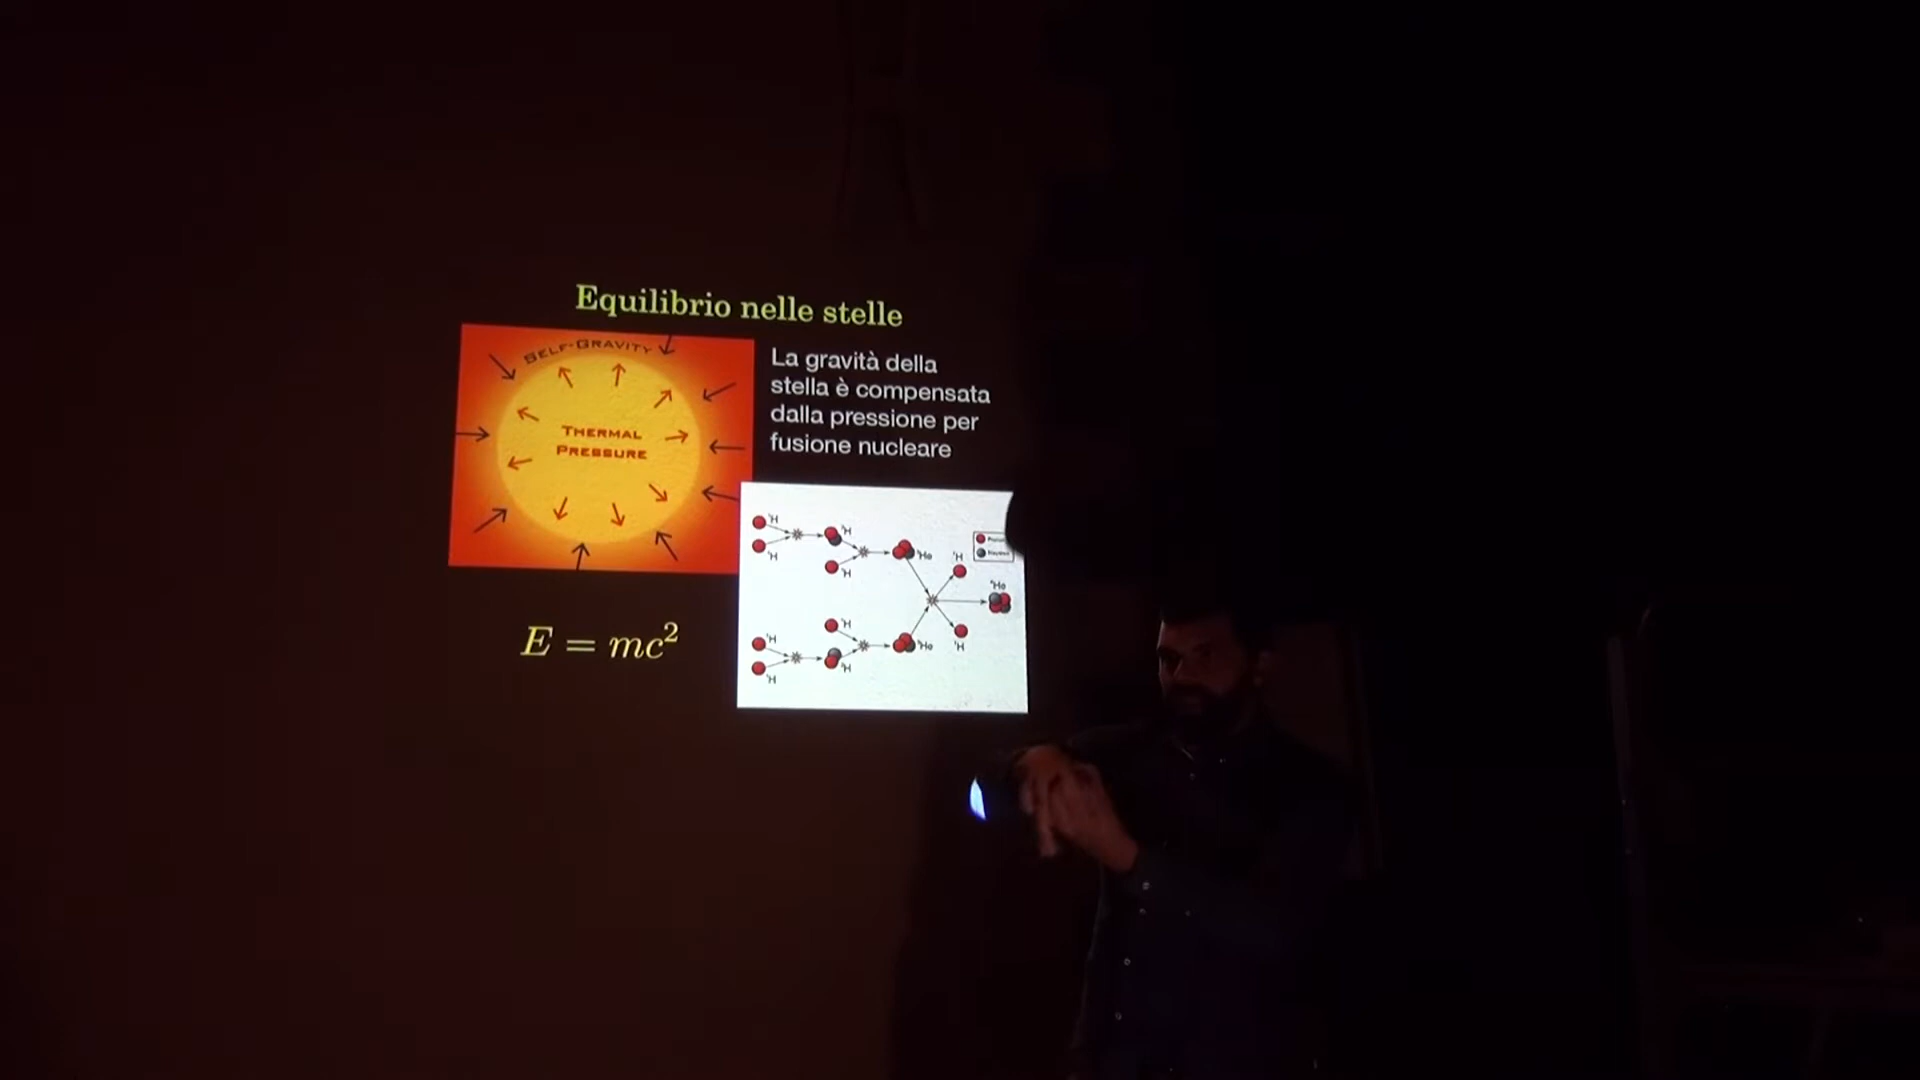 Equilibrio nelle stelle
SELF-GRAVITY
THERMAL
PRESSURE
La gravità della
stella è compensata
dalla pressione per
fusione nucleare
E = mc²